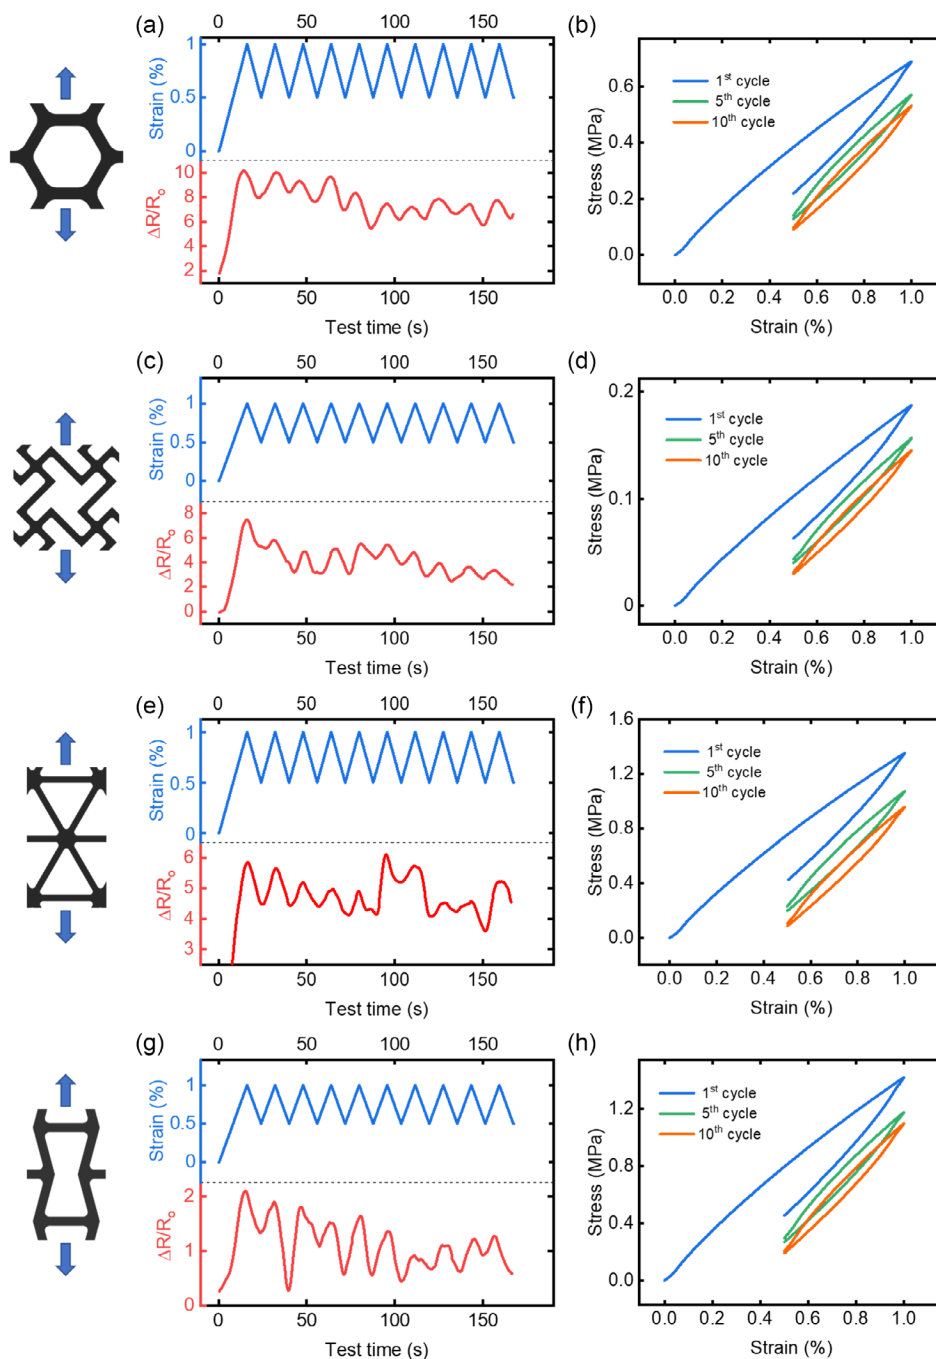 (a)
0 50 100 150
1
0.5
0
Strain (%)
10
8
6
4
2
ΔR/R₀
0 50 100 150
Test time (s)
(b)
1st cycle
5th cycle
10th cycle
0.6
0.4
0.2
0.0
Stress (MPa)
0.0 0.2 0.4 0.6 0.8 1.0
Strain (%)
(c)
0 50 100 150
1
0.5
0
Strain (%)
8
6
4
2
0
ΔR/R₀
0 50 100 150
Test time (s)
(d)
1st cycle
5th cycle
10th cycle
0.2
0.1
0
Stress (MPa)
0.0 0.2 0.4 0.6 0.8 1.0
Strain (%)
(e)
0 50 100 150
1
0.5
0
Strain (%)
6
5
4
3
ΔR/R₀
0 50 100 150
Test time (s)
(f)
1st cycle
5th cycle
10th cycle
1.6
1.2
0.8
0.4
0.0
Stress (MPa)
0.0 0.2 0.4 0.6 0.8 1.0
Strain (%)
(g)
0 50 100 150
1
0.5
0
Strain (%)
2
1
0
ΔR/R₀
0 50 100 150
Test time (s)
(h)
1st cycle
5th cycle
10th cycle
1.2
0.8
0.4
0.0
Stress (MPa)
0.0 0.2 0.4 0.6 0.8 1.0
Strain (%)